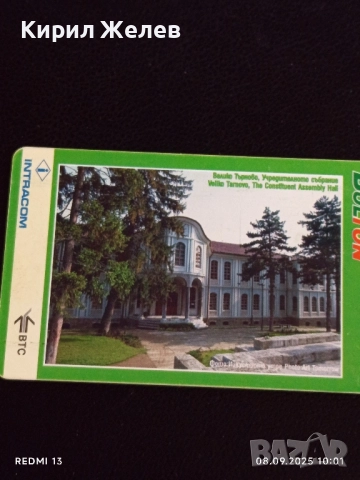 Кирил Желев
BULFON
INTRACOM
BTC
Велико Търново, Учредителното събрание
Veliko Tarnovo, The Constituent Assembly Hall
REDMI 13
08.09.2025 10:01
BAZAR